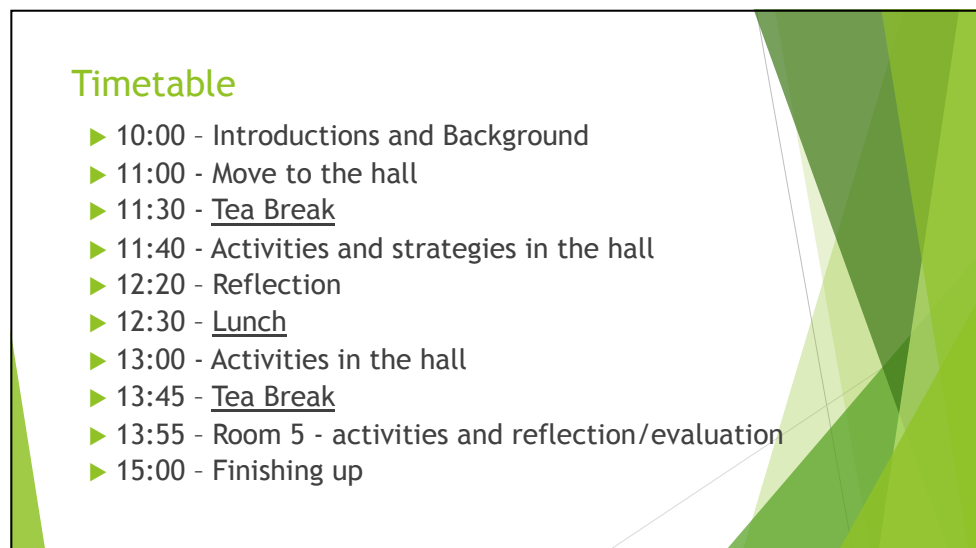 Timetable
10:00 – Introductions and Background
11:00 - Move to the hall
11:30 - Tea Break
11:40 - Activities and strategies in the hall
12:20 – Reflection
12:30 – Lunch
13:00 - Activities in the hall
13:45 – Tea Break
13:55 – Room 5 - activities and reflection/evaluation
15:00 – Finishing up